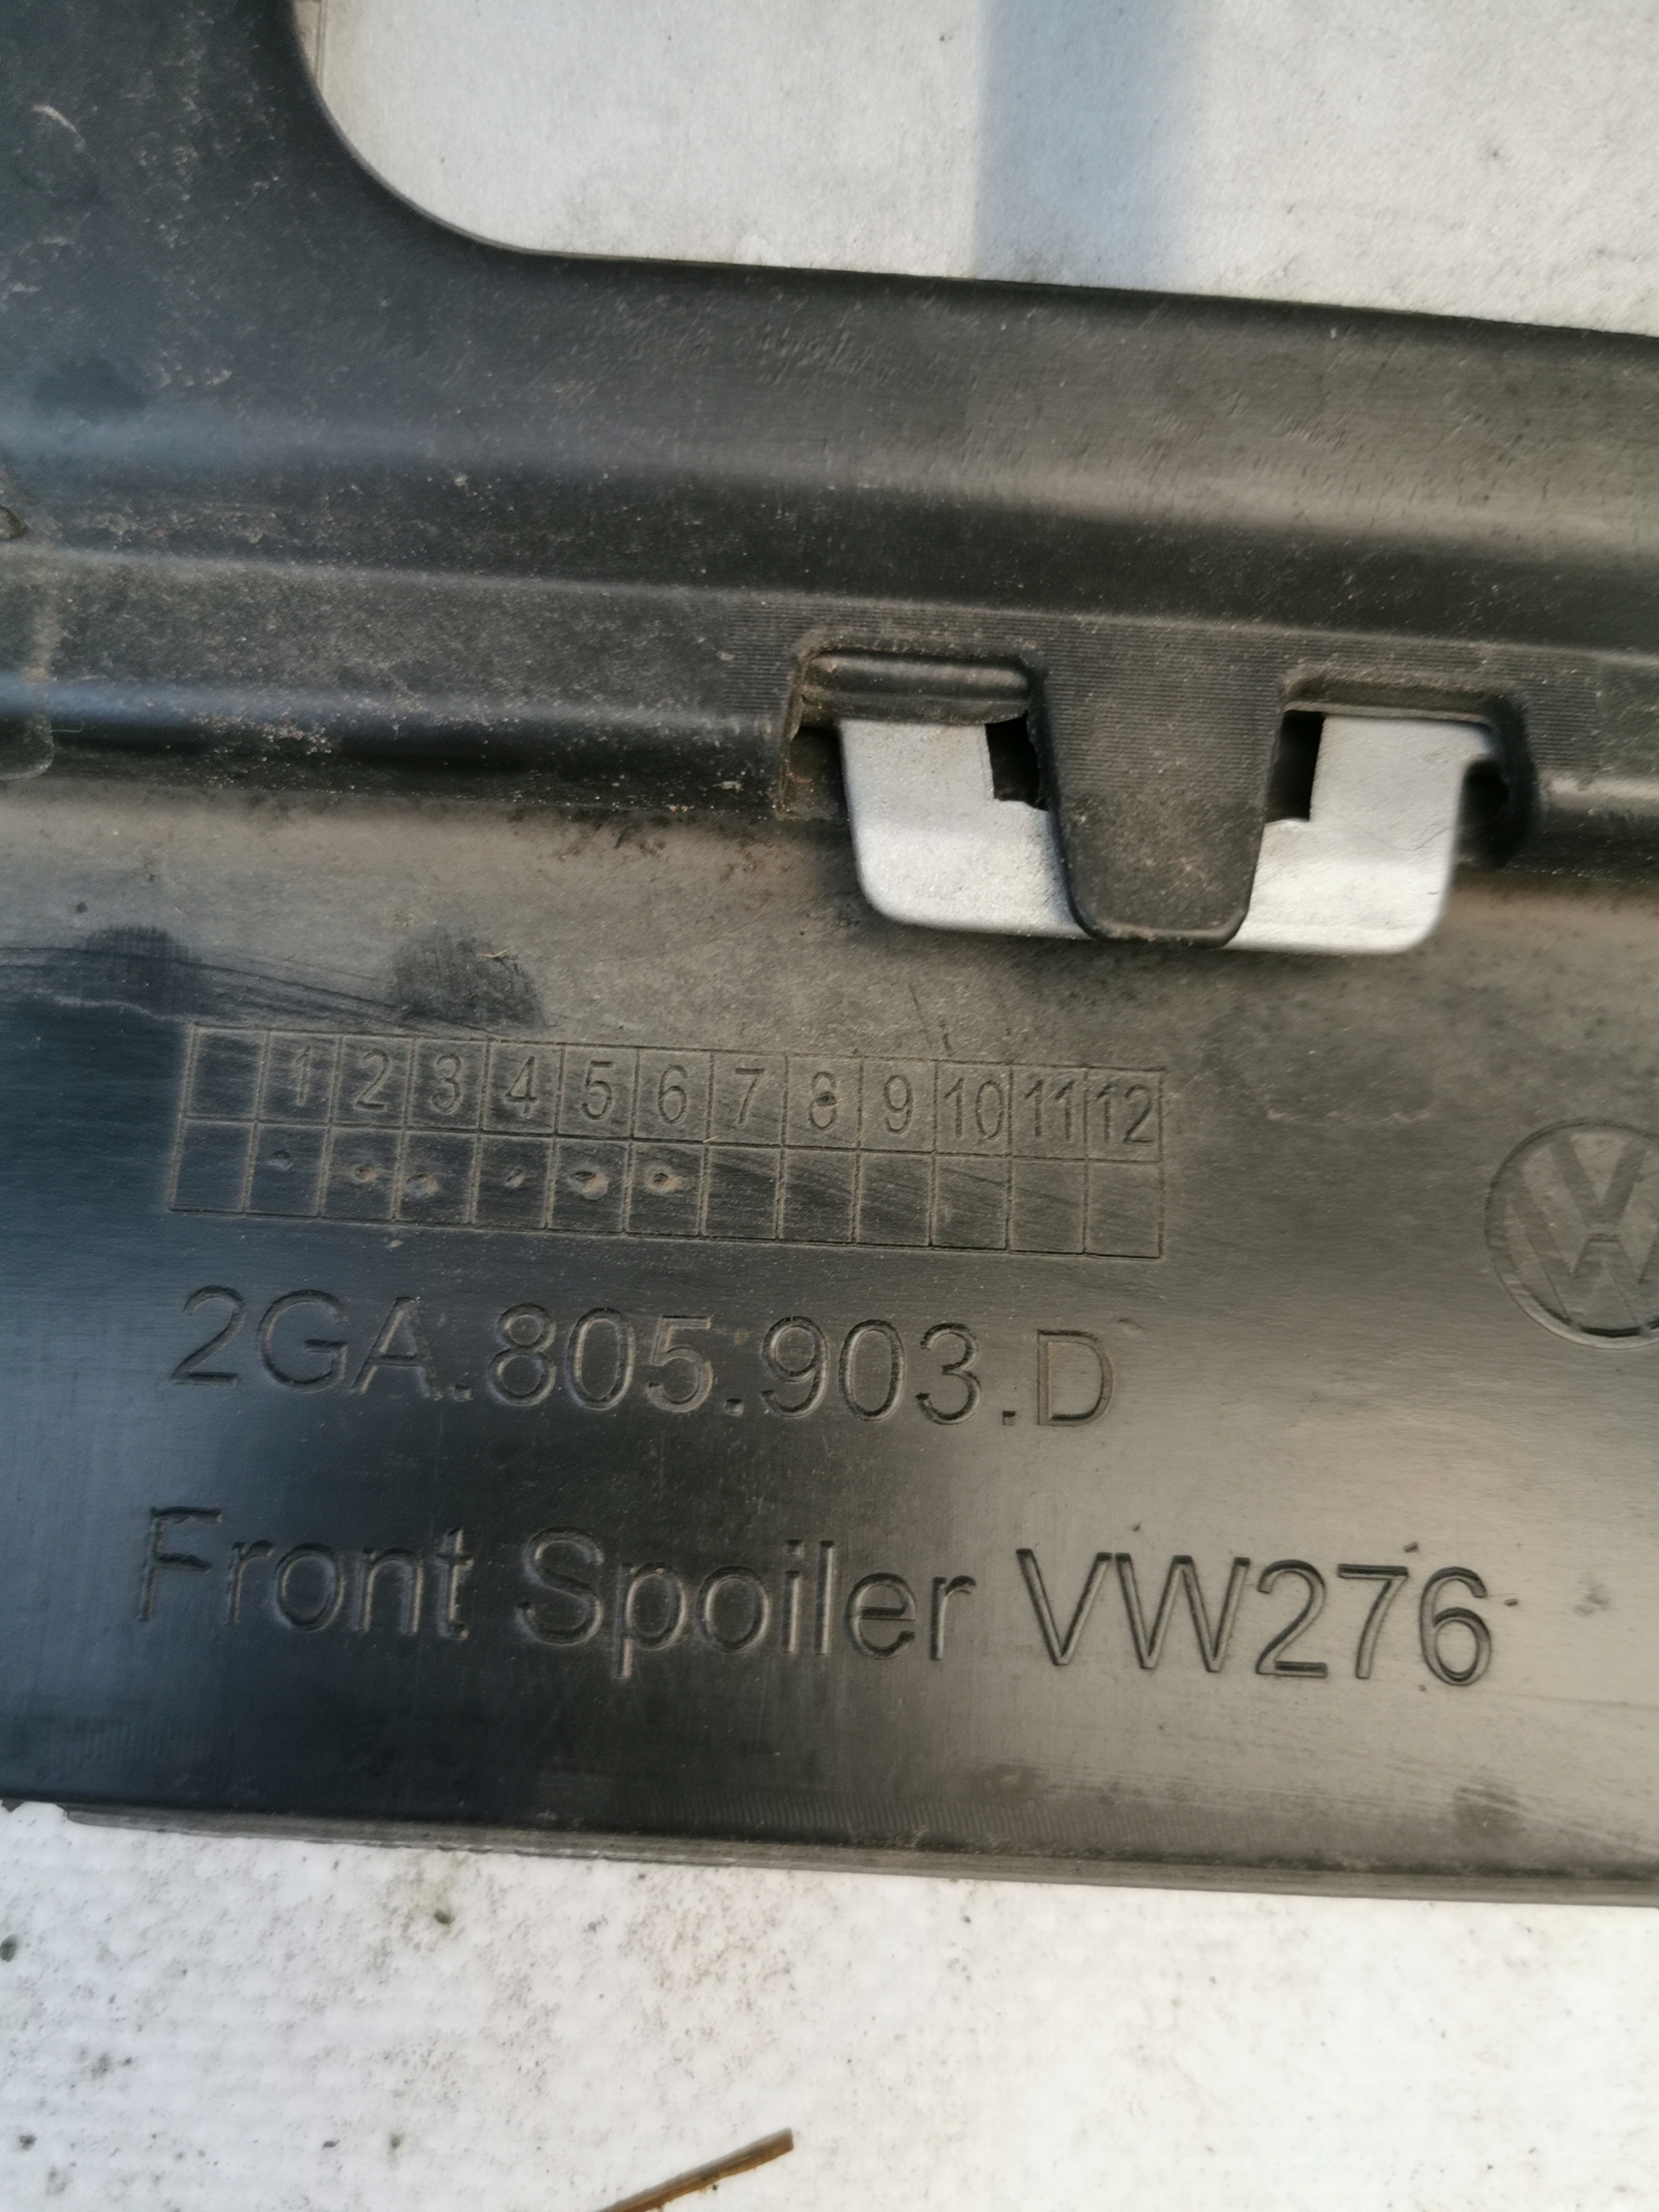 1 2 3 4 5 6 7 8 9 10 11 12
2GA.805.903.D
Front Spoiler VW276